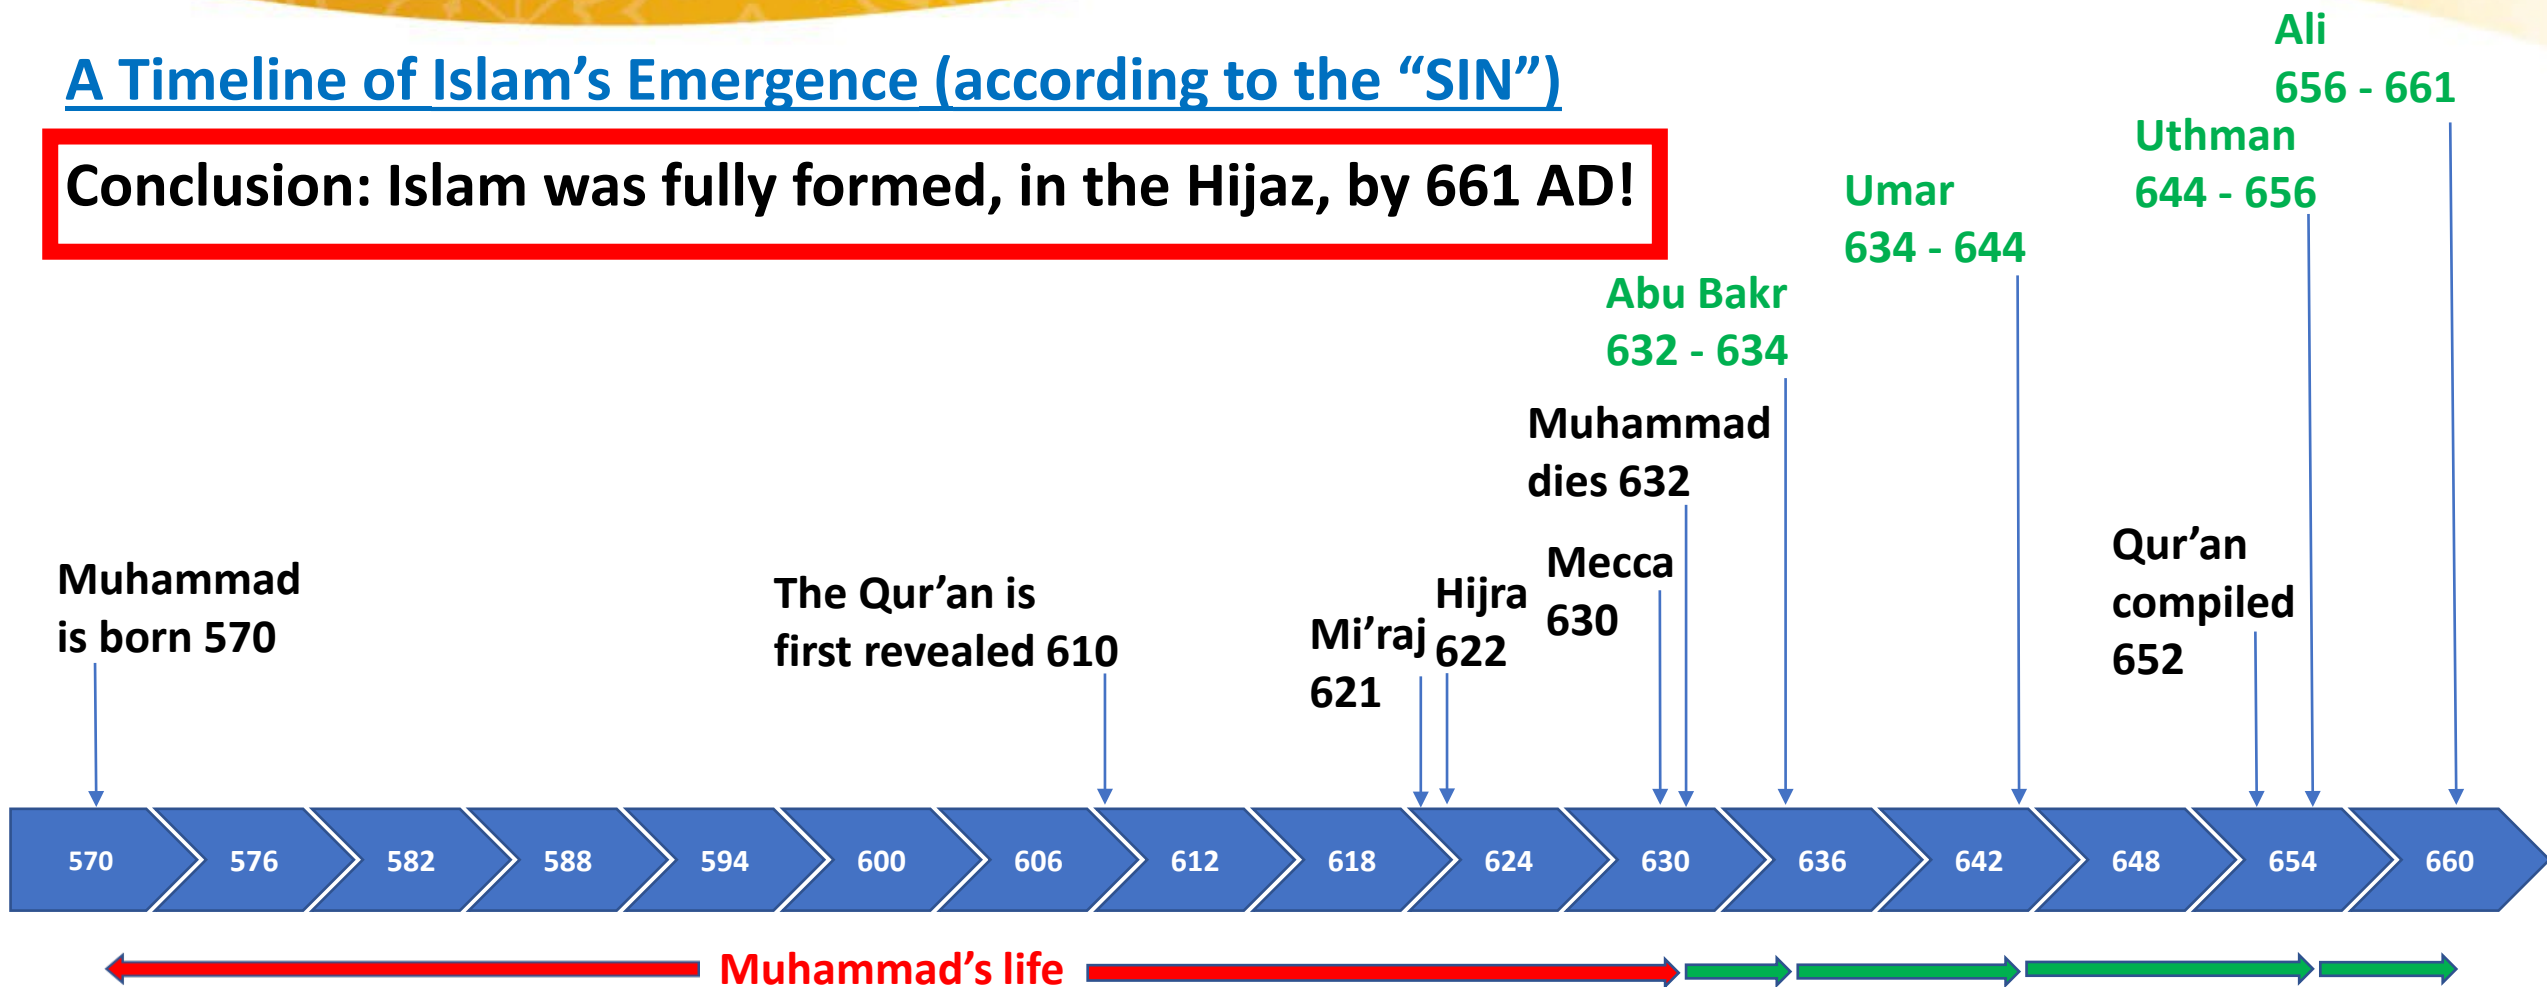 A Timeline of Islam’s Emergence (according to the “SIN”)
Conclusion: Islam was fully formed, in the Hijaz, by 661 AD!
Ali
656 - 661
Uthman
644 - 656
Umar
634 - 644
Abu Bakr
632 - 634
Muhammad
dies 632
Mecca
630
Hijra
622
Mi’raj
621
The Qur’an is
first revealed 610
Muhammad
is born 570
Qur’an
compiled
652
570 576 582 588 594 600 606 612 618 624 630 636 642 648 654 660
Muhammad’s life